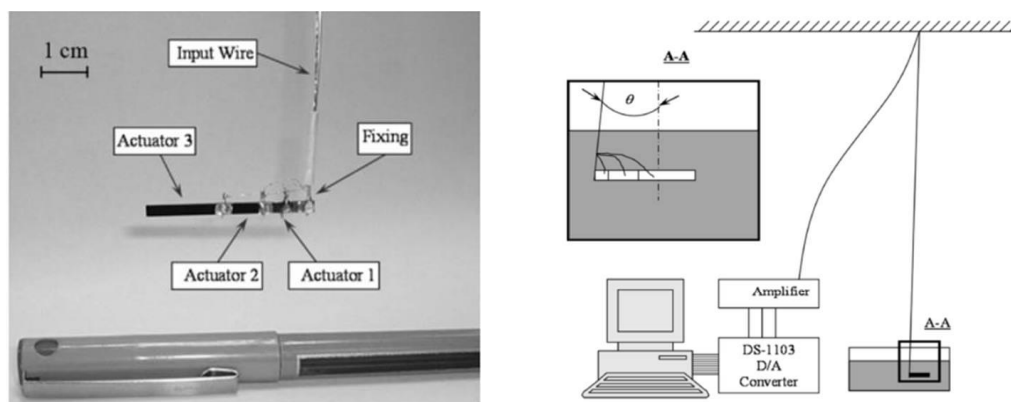 1 cm
Input Wire
Actuator 3
Fixing
Actuator 2
Actuator 1
A-A
θ
Amplifier
DS-1103
D/A
Converter
A-A